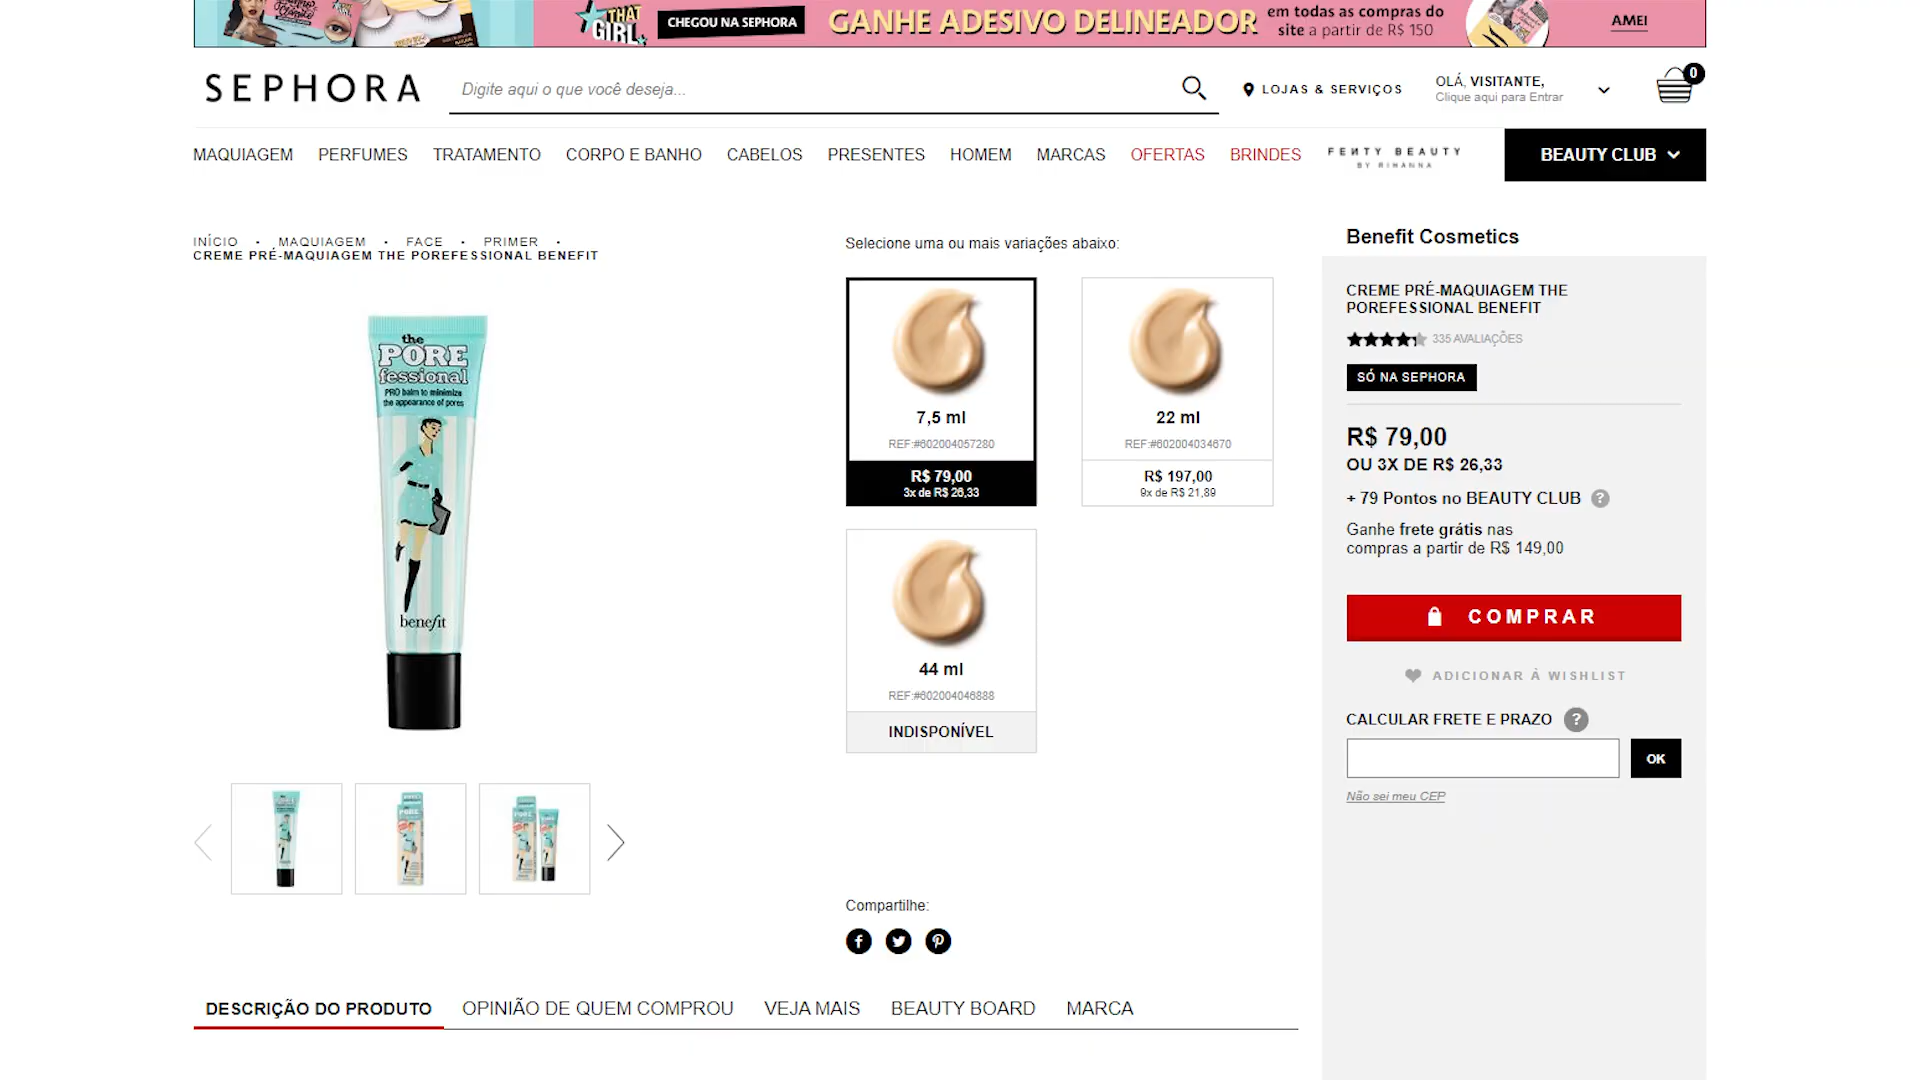 THAT GIRL
CHEGOU NA SEPHORA
GANHE ADESIVO DELINEADOR
em todas as compras do
site a partir de R$ 150
AMEI
SEPHORA
Digite aqui o que você deseja...
LOJAS & SERVIÇOS
OLÁ, VISITANTE,
Clique aqui para Entrar
0
MAQUIAGEM PERFUMES TRATAMENTO CORPO E BANHO CABELOS PRESENTES HOMEM MARCAS OFERTAS BRINDES
FENTY BEAUTY
BY RIHANNA
BEAUTY CLUB
INÍCIO • MAQUIAGEM • FACE • PRIMER •
CREME PRÉ-MAQUIAGEM THE POREFESSIONAL BENEFIT
the
PORE
fessional
PRO balm to minimize
the appearance of pores
benefit
Selecione uma ou mais variações abaixo:
7,5 ml
REF:#602004057280
R$ 79,00
3x de R$ 26,33
22 ml
REF:#602004034670
R$ 197,00
9x de R$ 21,89
44 ml
REF:#602004046888
INDISPONÍVEL
Compartilhe:
Benefit Cosmetics
CREME PRÉ-MAQUIAGEM THE
POREFESSIONAL BENEFIT
335 AVALIAÇÕES
SÓ NA SEPHORA
R$ 79,00
OU 3X DE R$ 26,33
+ 79 Pontos no BEAUTY CLUB ?
Ganhe frete grátis nas
compras a partir de R$ 149,00
COMPRAR
ADICIONAR À WISHLIST
CALCULAR FRETE E PRAZO ?
OK
Não sei meu CEP
DESCRIÇÃO DO PRODUTO OPINIÃO DE QUEM COMPROU VEJA MAIS BEAUTY BOARD MARCA